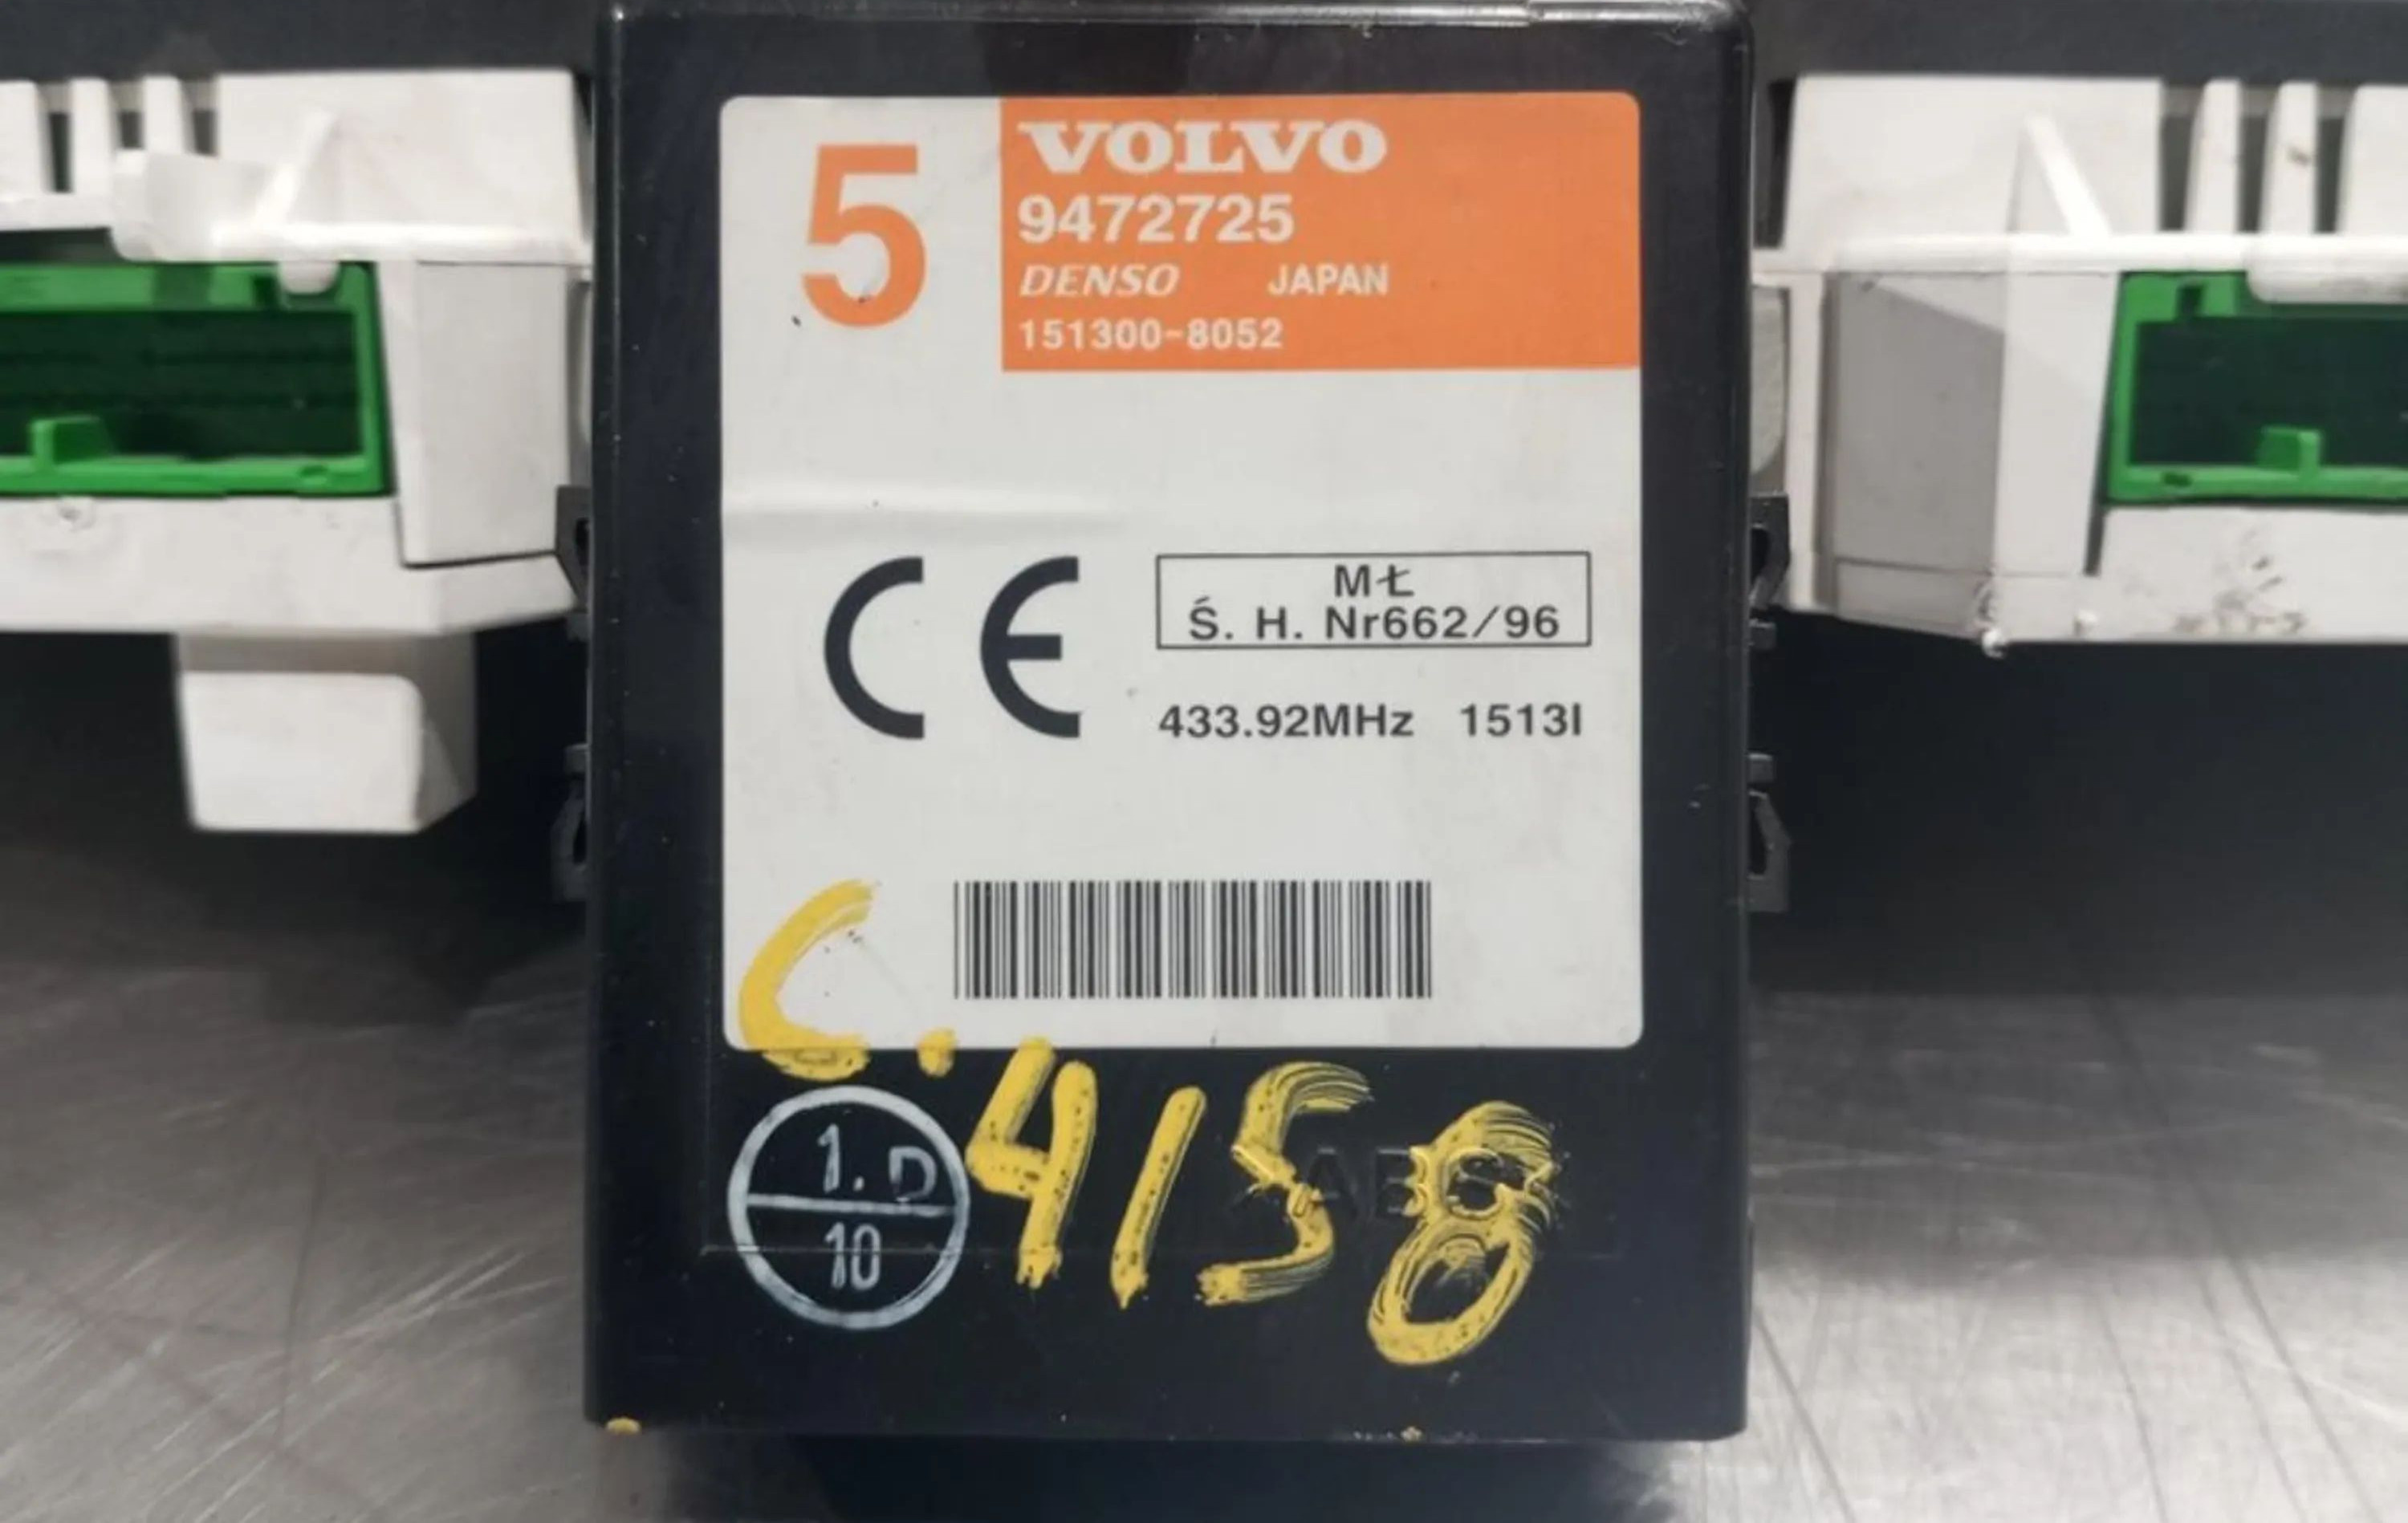 5
VOLVO
9472725
DENSO JAPAN
151300-8052
CE
MŁ
Ś. H. Nr662/96
433.92MHz 1513I
C.4158
1.D
10